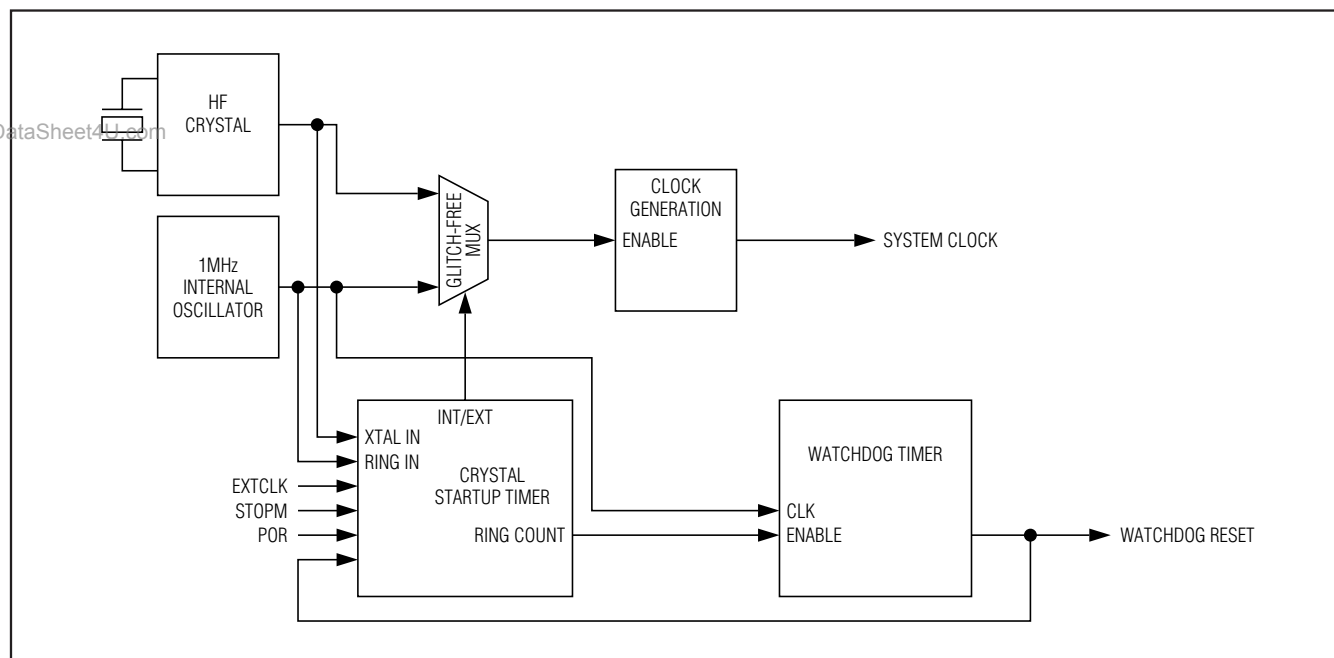 HF
CRYSTAL
DataSheet4U.com
1MHz
INTERNAL
OSCILLATOR
GLITCH-FREE
MUX
CLOCK
GENERATION
ENABLE
SYSTEM CLOCK
INT/EXT
XTAL IN
RING IN
EXTCLK
STOPM
POR
CRYSTAL
STARTUP TIMER
RING COUNT
WATCHDOG TIMER
CLK
ENABLE
WATCHDOG RESET